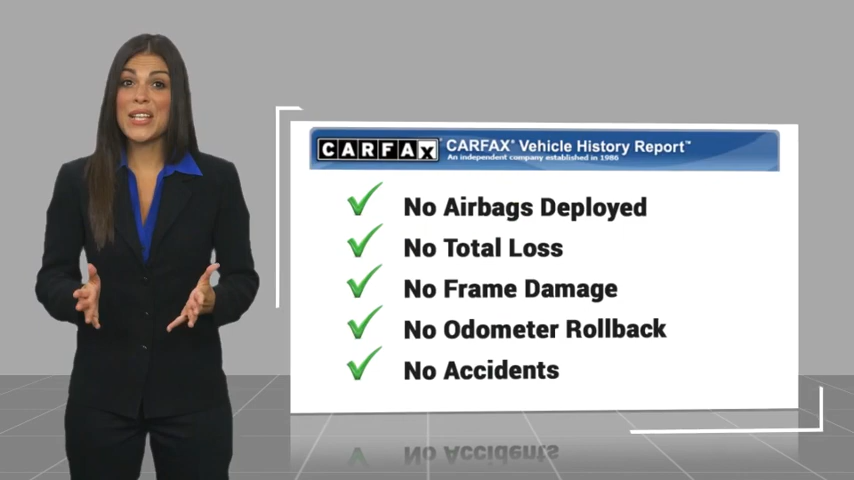 CARFAX
CARFAX® Vehicle History Report™
An independent company established in 1986
No Airbags Deployed
No Total Loss
No Frame Damage
No Odometer Rollback
No Accidents
No Accidents